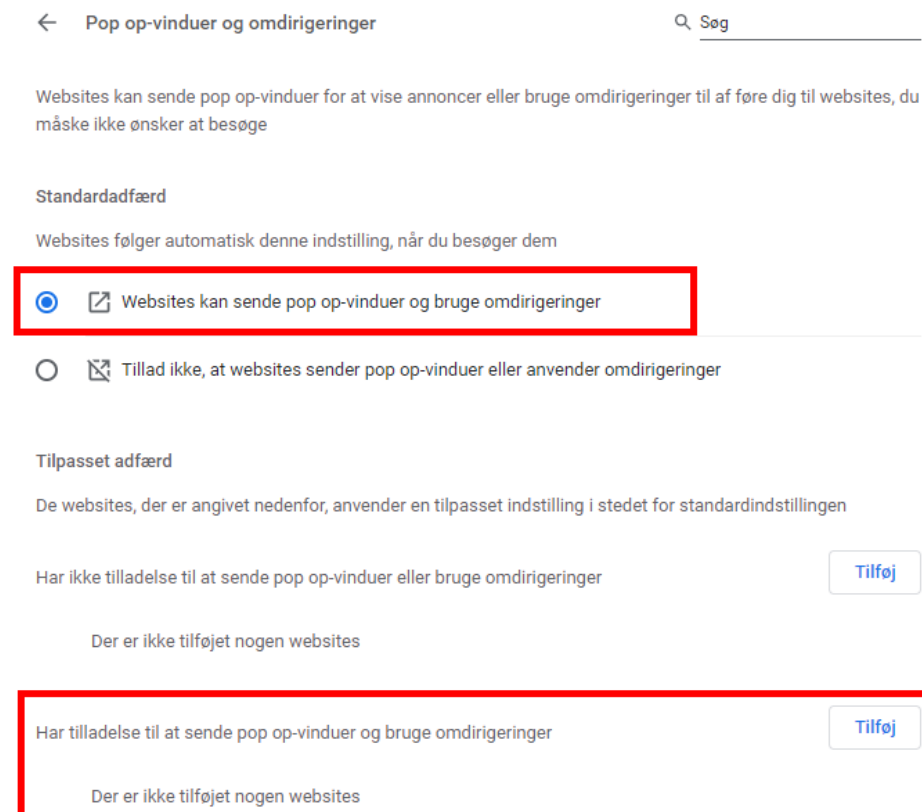 Pop op-vinduer og omdirigeringer
Søg
Websites kan sende pop op-vinduer for at vise annoncer eller bruge omdirigeringer til af føre dig til websites, du
måske ikke ønsker at besøge
Standardadfærd
Websites følger automatisk denne indstilling, når du besøger dem
Websites kan sende pop op-vinduer og bruge omdirigeringer
Tillad ikke, at websites sender pop op-vinduer eller anvender omdirigeringer
Tilpasset adfærd
De websites, der er angivet nedenfor, anvender en tilpasset indstilling i stedet for standardindstillingen
Har ikke tilladelse til at sende pop op-vinduer eller bruge omdirigeringer
Tilføj
Der er ikke tilføjet nogen websites
Har tilladelse til at sende pop op-vinduer og bruge omdirigeringer
Tilføj
Der er ikke tilføjet nogen websites